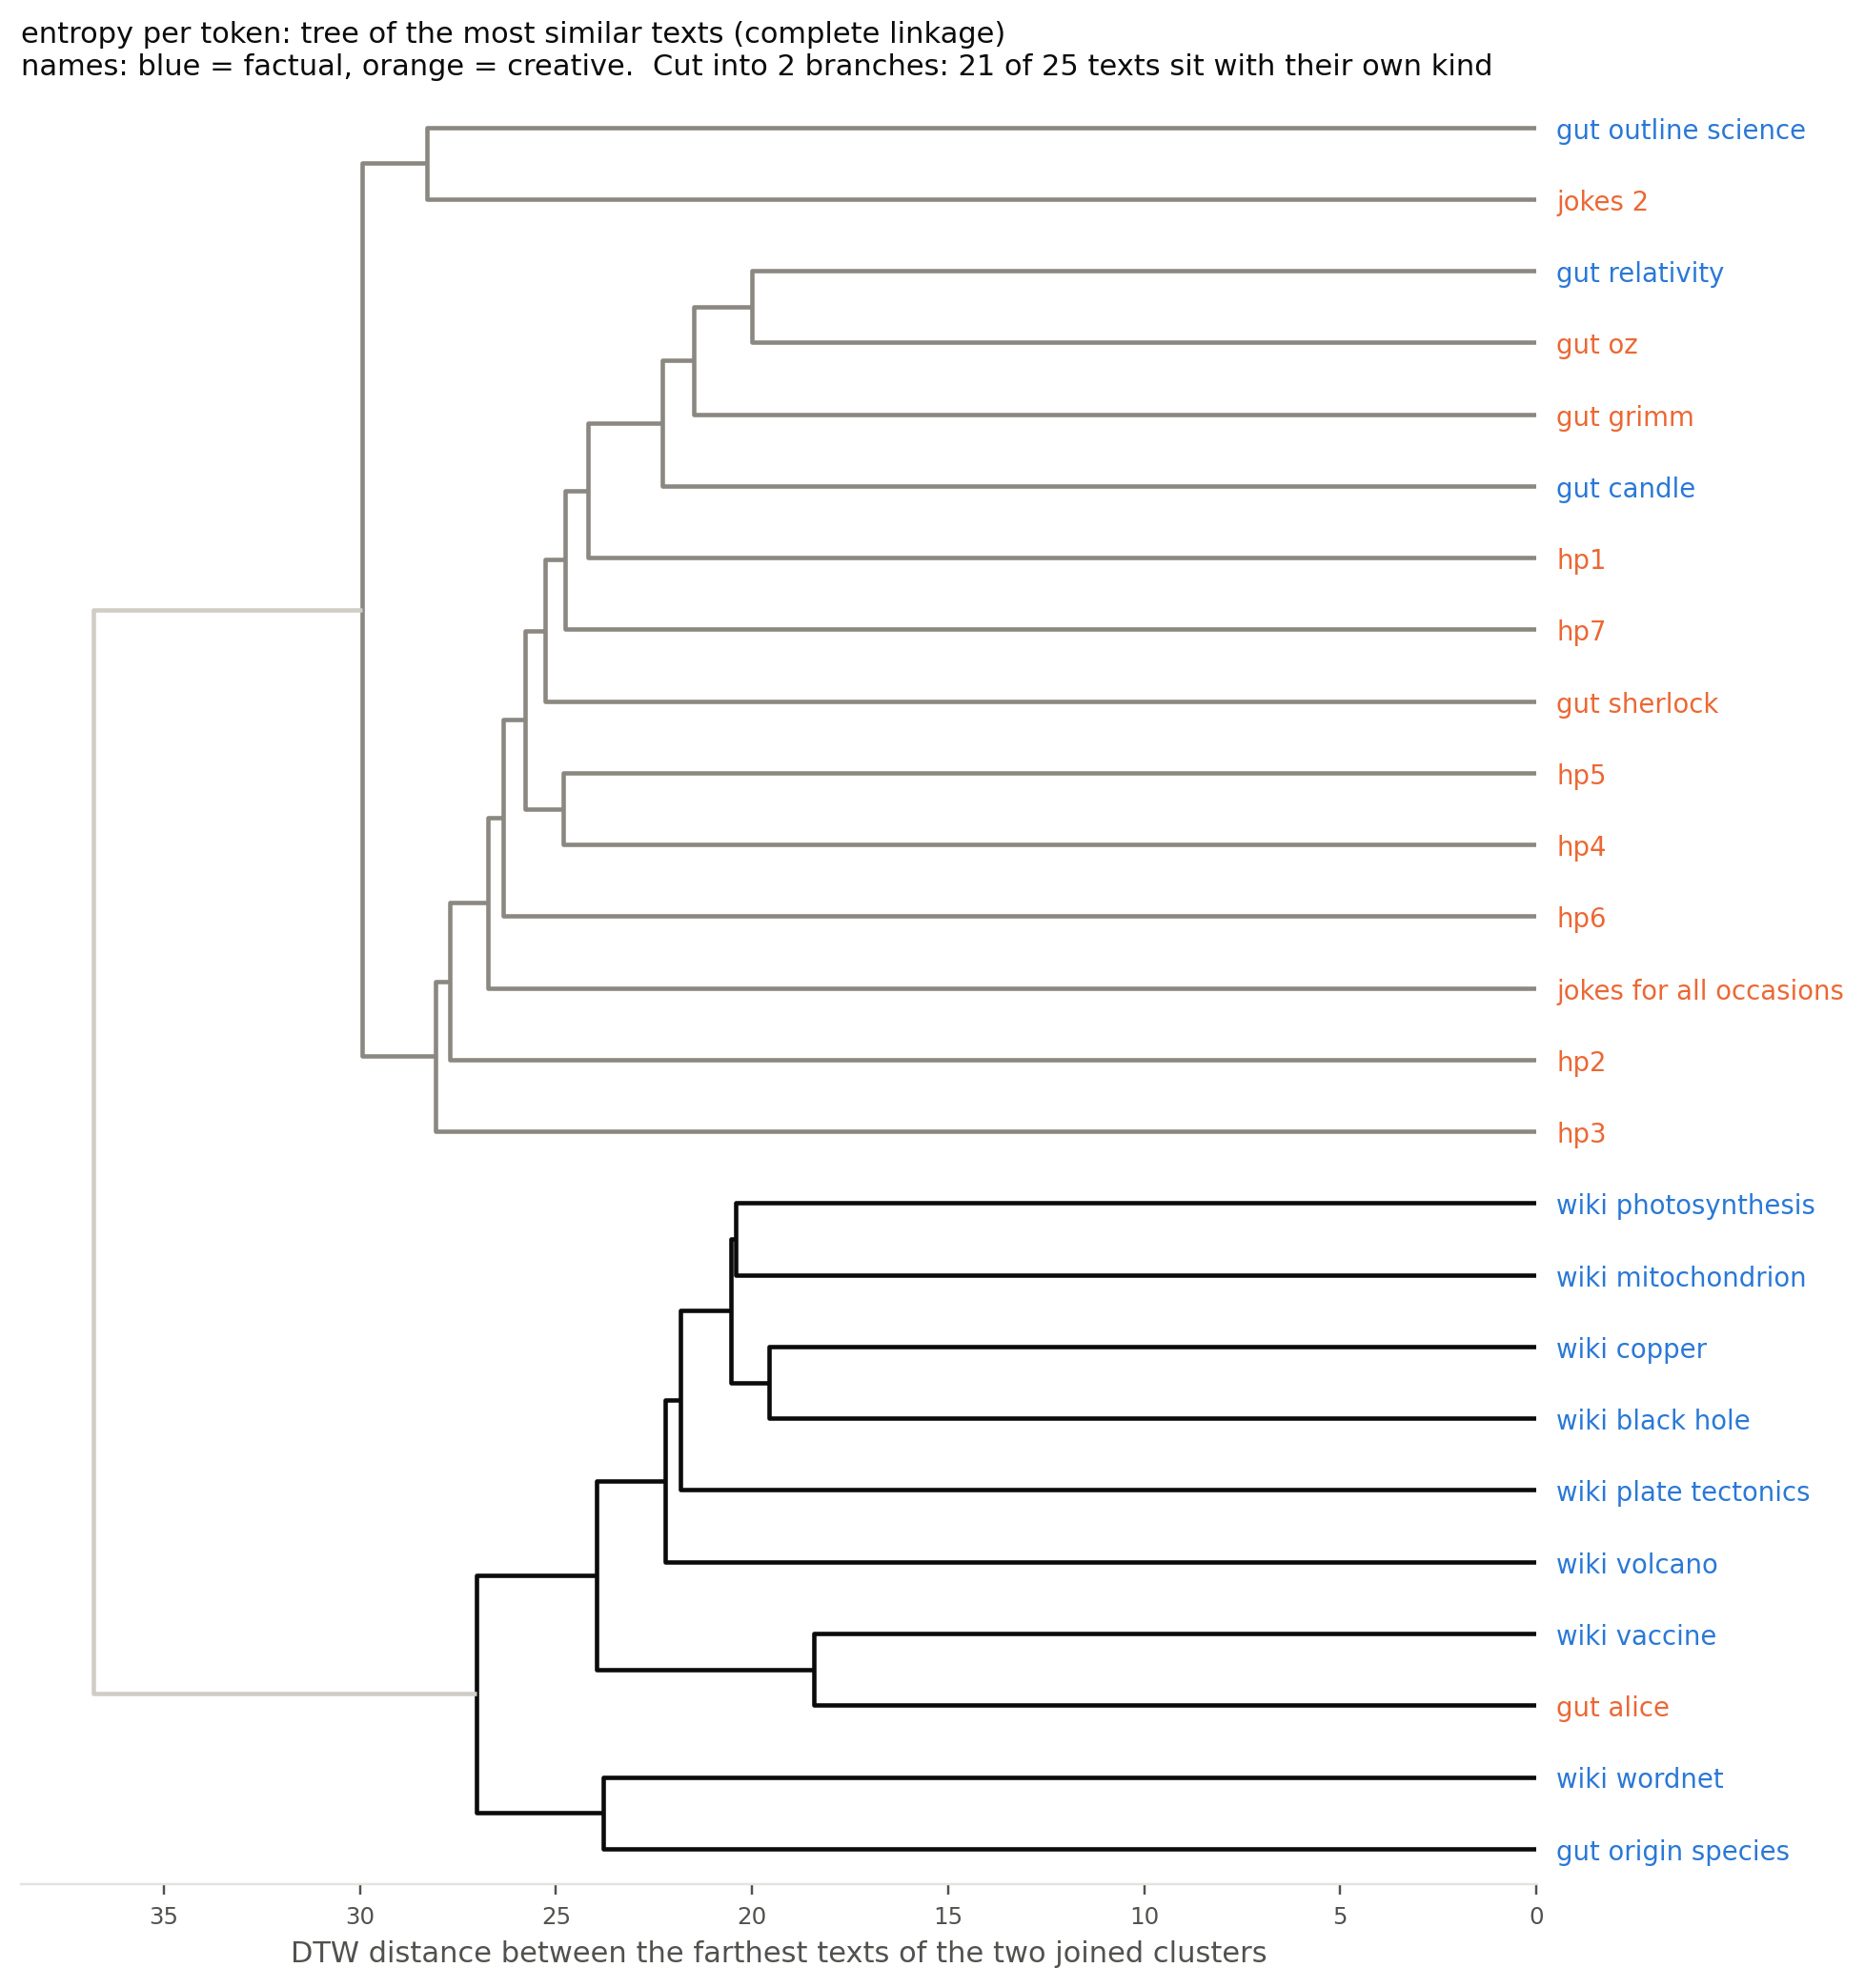 entropy per token: tree of the most similar texts (complete linkage)
names: blue = factual, orange = creative.  Cut into 2 branches: 21 of 25 texts sit with their own kind
gut outline science
jokes 2
gut relativity
gut oz
gut grimm
gut candle
hp1
hp7
gut sherlock
hp5
hp4
hp6
jokes for all occasions
hp2
hp3
wiki photosynthesis
wiki mitochondrion
wiki copper
wiki black hole
wiki plate tectonics
wiki volcano
wiki vaccine
gut alice
wiki wordnet
gut origin species
35 30 25 20 15 10 5 0
DTW distance between the farthest texts of the two joined clusters